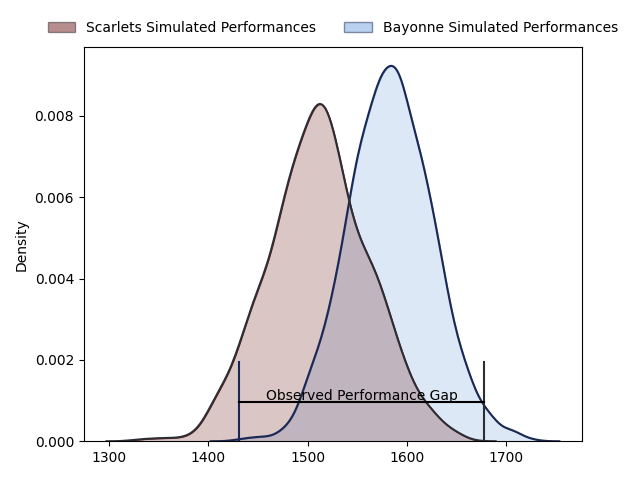 Scarlets Simulated Performances Bayonne Simulated Performances
0.008
0.006
0.004
0.002
0.000
Density
Observed Performance Gap
1300 1400 1500 1600 1700